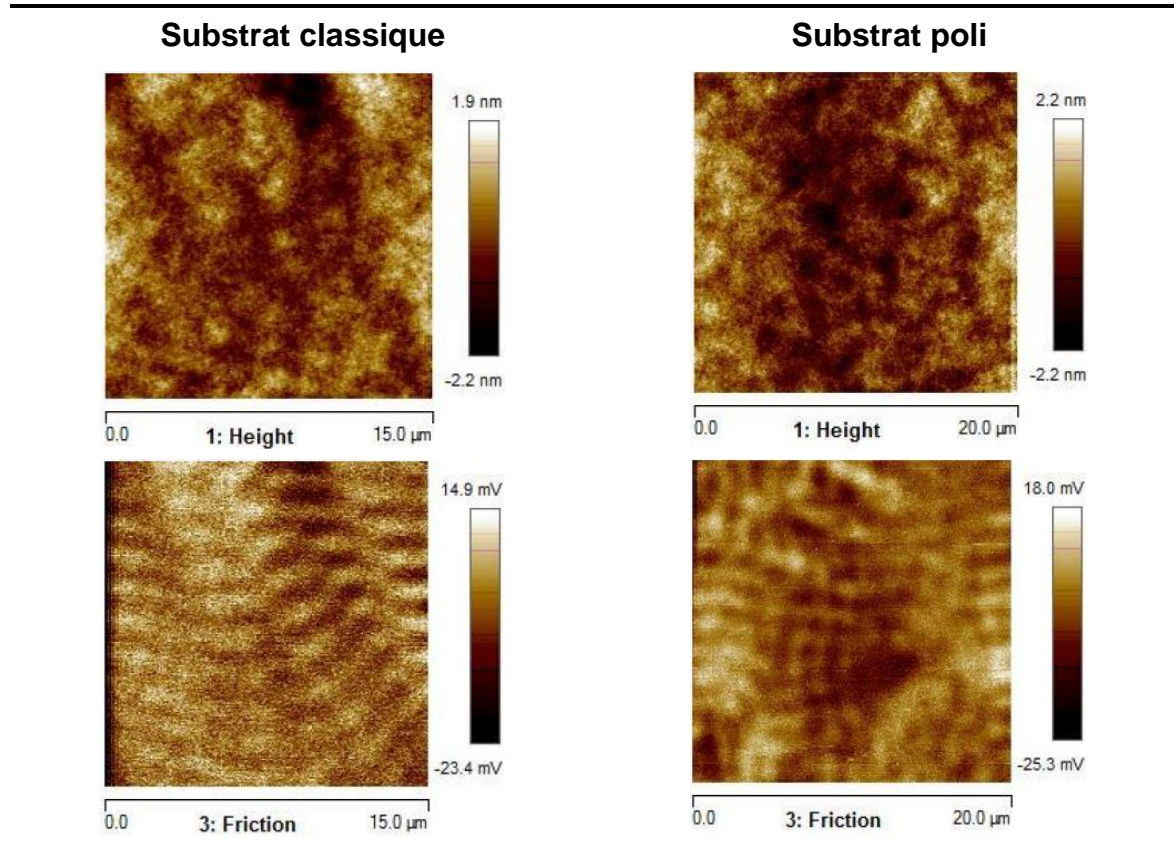 Substrat classique
Substrat poli
1.9 nm
-2.2 nm
0.0 1: Height 15.0 µm
2.2 nm
-2.2 nm
0.0 1: Height 20.0 µm
14.9 mV
-23.4 mV
0.0 3: Friction 15.0 µm
18.0 mV
-25.3 mV
0.0 3: Friction 20.0 µm